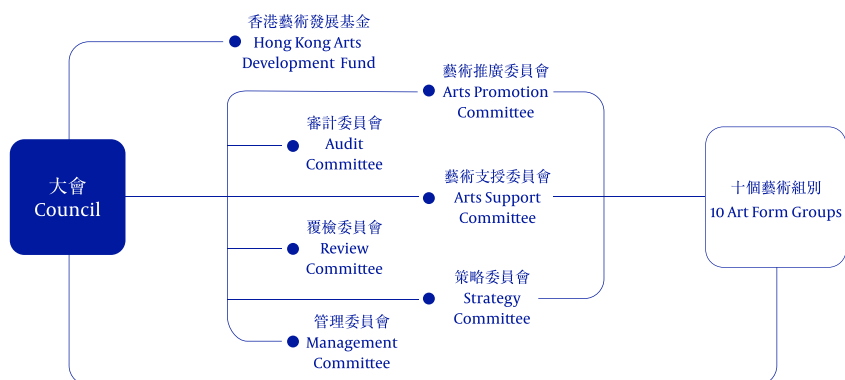 香港藝術發展基金
Hong Kong Arts
Development Fund
藝術推廣委員會
Arts Promotion
Committee
審計委員會
Audit
Committee
大會
Council
藝術支授委員會
Arts Support
Committee
十個藝術組別
10 Art Form Groups
覆檢委員會
Review
Committee
策略委員會
Strategy
Committee
管理委員會
Management
Committee